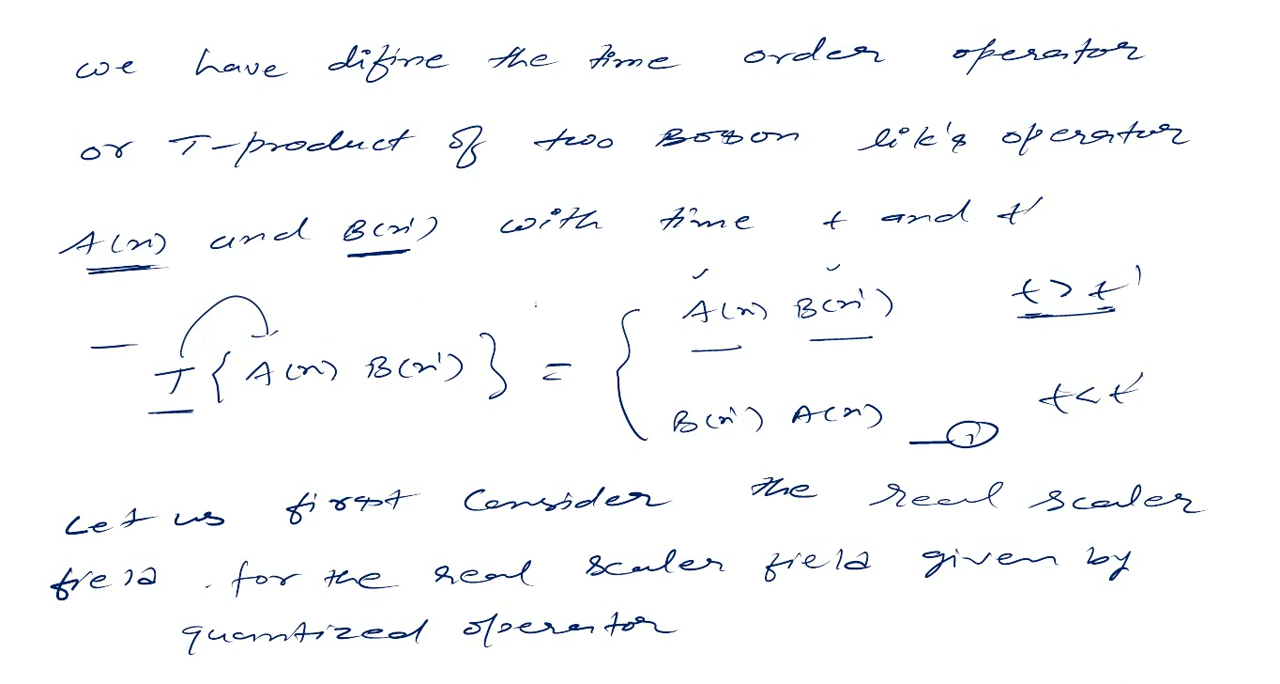 we have difine the time order operator
or T-product of two Boson lik's operator
A(x) and B(x') with time t and t'
T { A(x) B(x') } = { A(x) B(x') t > t'
B(x') A(x) t < t' — (1)
Let us first consider the real scaler
field . for the real scaler field given by
quantized operator